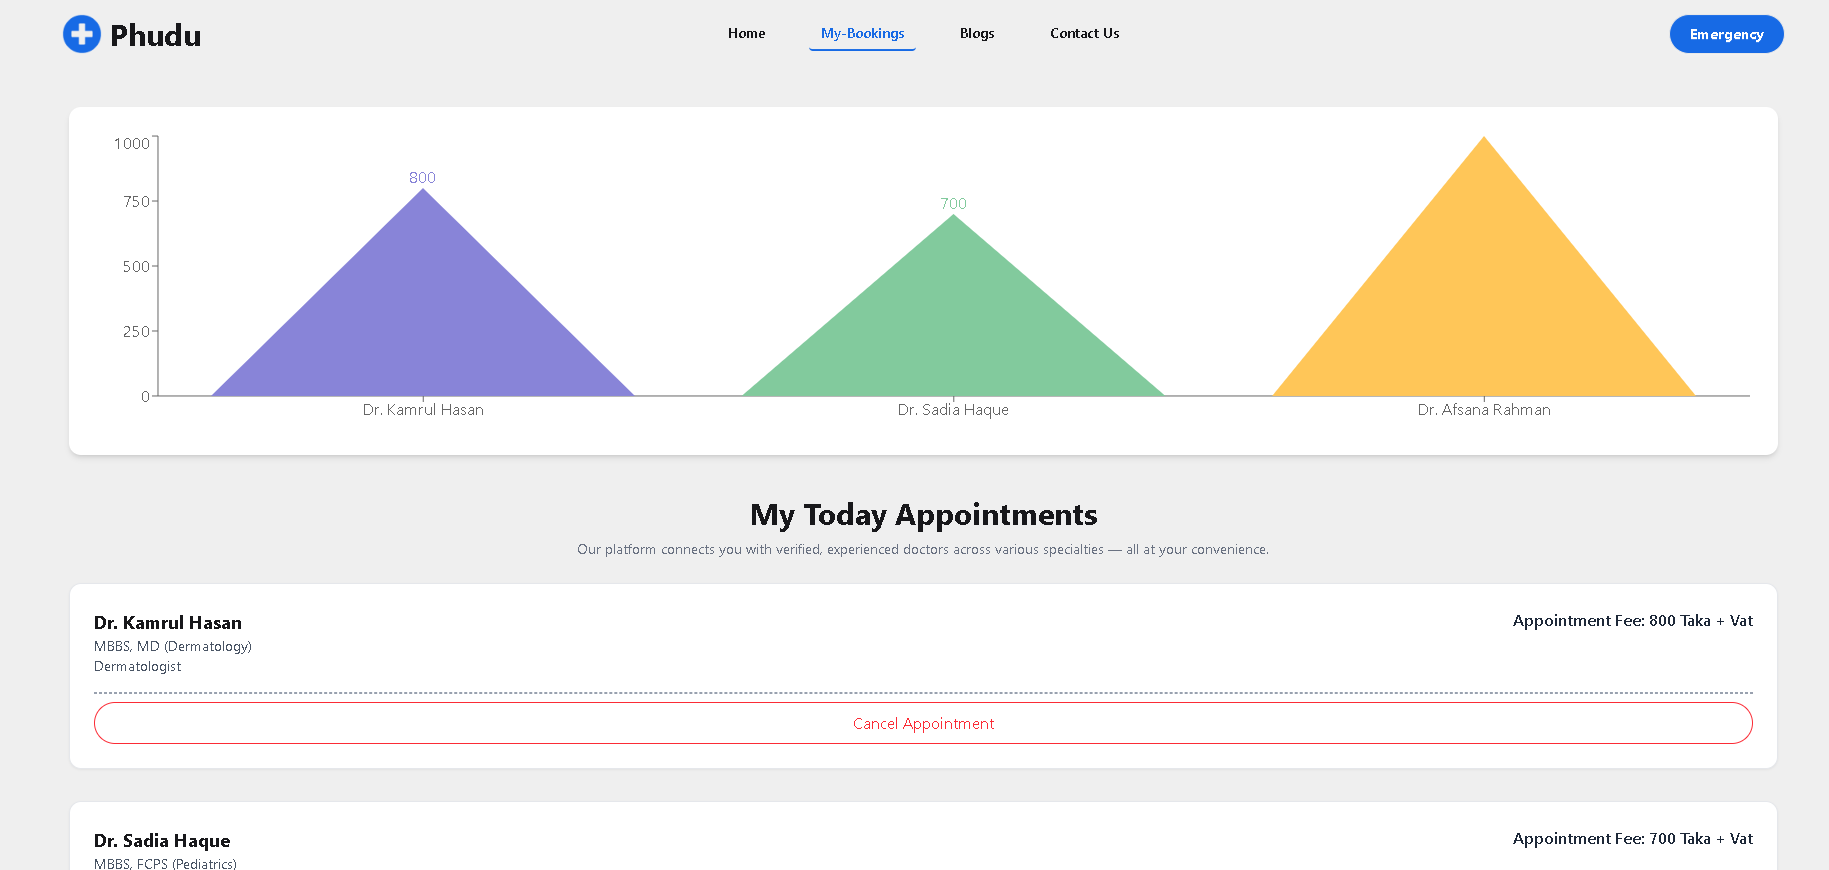 Phudu
Home My-Bookings Blogs Contact Us
Emergency
1000
750
500
250
0
800
700
Dr. Kamrul Hasan Dr. Sadia Haque Dr. Afsana Rahman
My Today Appointments
Our platform connects you with verified, experienced doctors across various specialties — all at your convenience.
Dr. Kamrul Hasan
Appointment Fee: 800 Taka + Vat
MBBS, MD (Dermatology)
Dermatologist
Cancel Appointment
Dr. Sadia Haque
Appointment Fee: 700 Taka + Vat
MBBS, FCPS (Pediatrics)